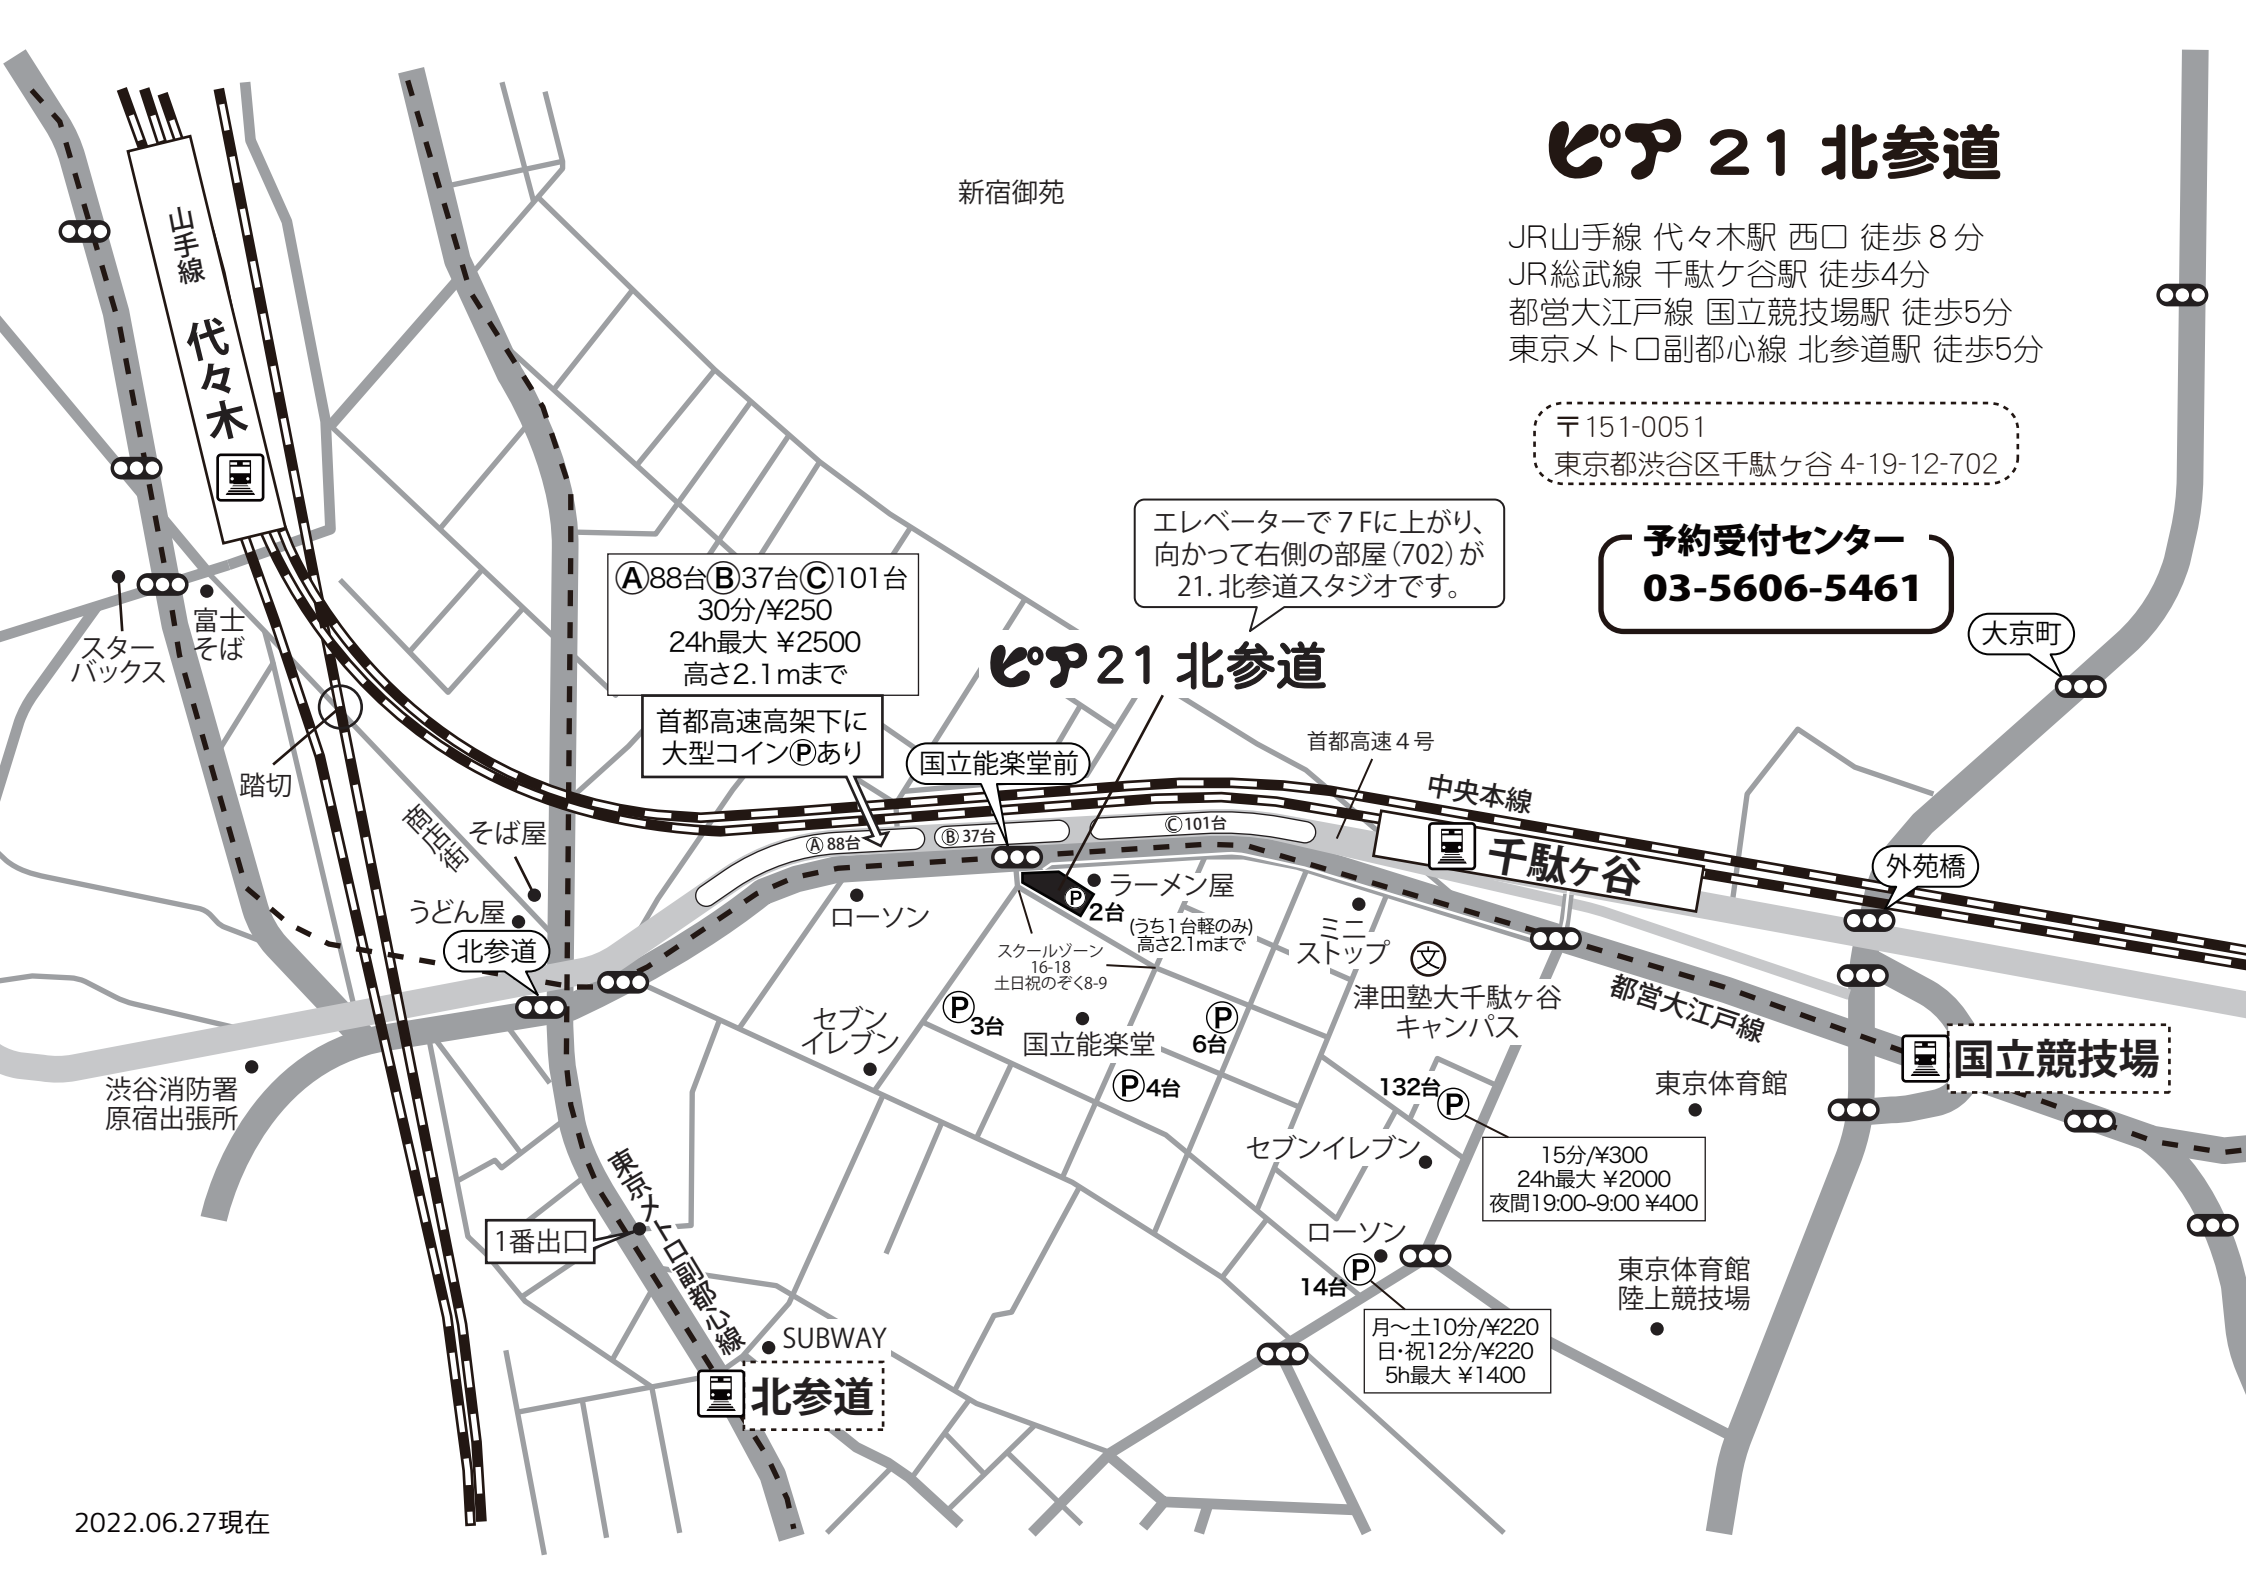 ピア 21 北参道
JR山手線 代々木駅 西口 徒歩８分
JR総武線 千駄ケ谷駅 徒歩4分
都営大江戸線 国立競技場駅 徒歩5分
東京メトロ副都心線 北参道駅 徒歩5分
〒151-0051
東京都渋谷区千駄ヶ谷 4-19-12-702
予約受付センター
03-5606-5461
新宿御苑
山手線
代々木
エレベーターで７Fに上がり、
向かって右側の部屋（702）が
21. 北参道スタジオです。
ピア 21 北参道
Ⓐ88台Ⓑ37台Ⓒ101台
30分/¥250
24h最大 ¥2500
高さ2.1mまで
首都高速高架下に
大型コインⓅあり
国立能楽堂前
首都高速４号
中央本線
大京町
スター
バックス
富士
そば
踏切
商店街
そば屋
うどん屋
北参道
Ⓐ 88台
Ⓑ 37台
Ⓒ 101台
千駄ヶ谷
外苑橋
ローソン
ラーメン屋
Ⓟ
2台
(うち１台軽のみ)
高さ2.1mまで
スクールゾーン
16-18
土日祝のぞく8-9
ミニ
ストップ
文
津田塾大千駄ヶ谷
キャンパス
都営大江戸線
国立競技場
セブン
イレブン
Ⓟ3台
国立能楽堂
Ⓟ4台
Ⓟ
6台
132台
Ⓟ
15分/¥300
24h最大 ¥2000
夜間19:00~9:00 ¥400
東京体育館
渋谷消防署
原宿出張所
東京メトロ副都心線
1番出口
セブンイレブン
ローソン
14台
Ⓟ
月〜土10分/¥220
日・祝12分/¥220
5h最大 ¥1400
東京体育館
陸上競技場
SUBWAY
北参道
2022.06.27現在